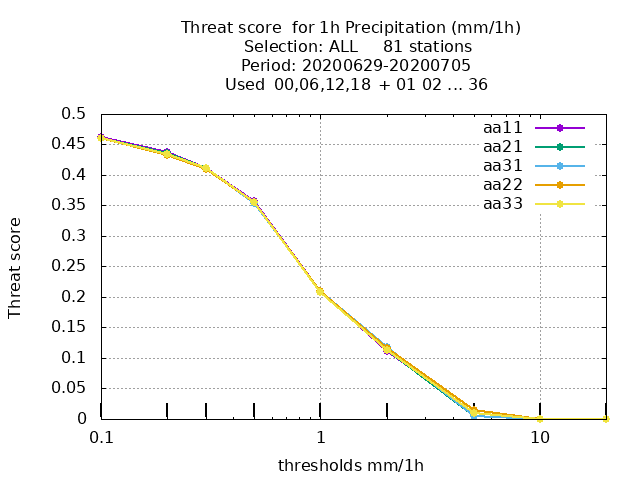 Threat score  for 1h Precipitation (mm/1h)
Selection: ALL     81 stations
Period: 20200629-20200705
Used  00,06,12,18 + 01 02 ... 36
0.5
0.45
0.4
0.35
0.3
0.25
0.2
0.15
0.1
0.05
0
Threat score
aa11
aa21
aa31
aa22
aa33
0.1
1
10
thresholds mm/1h